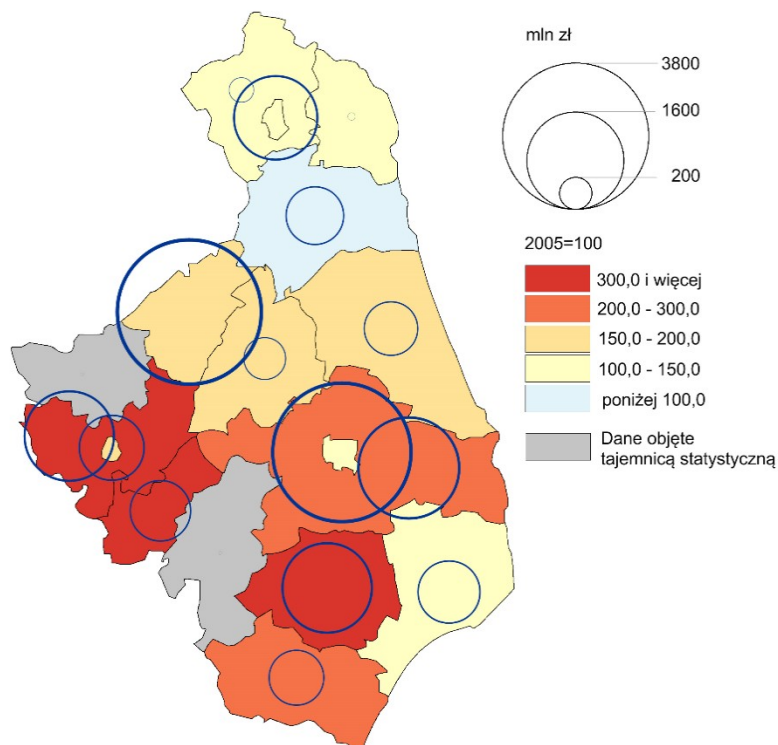 mln zł
3800
1600
200
2005=100
300,0 i więcej
200,0 - 300,0
150,0 - 200,0
100,0 - 150,0
poniżej 100,0
Dane objęte
tajemnicą statystyczną